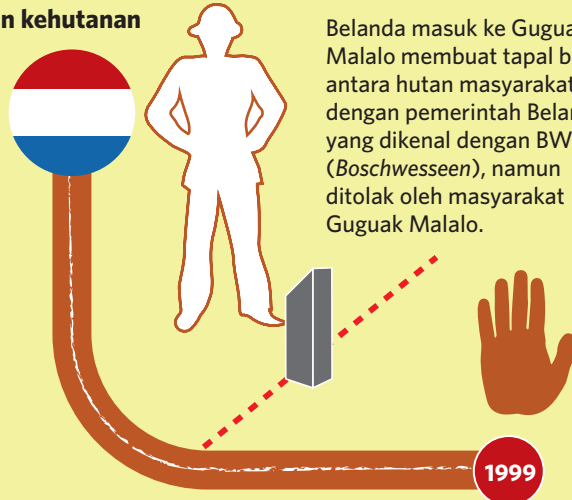 n kehutanan
Belanda masuk ke Gugua
Malalo membuat tapal b
antara hutan masyarakat
dengan pemerintah Belan
yang dikenal dengan BW
(Boschwesseen), namun
ditolak oleh masyarakat
Guguak Malalo.
1999